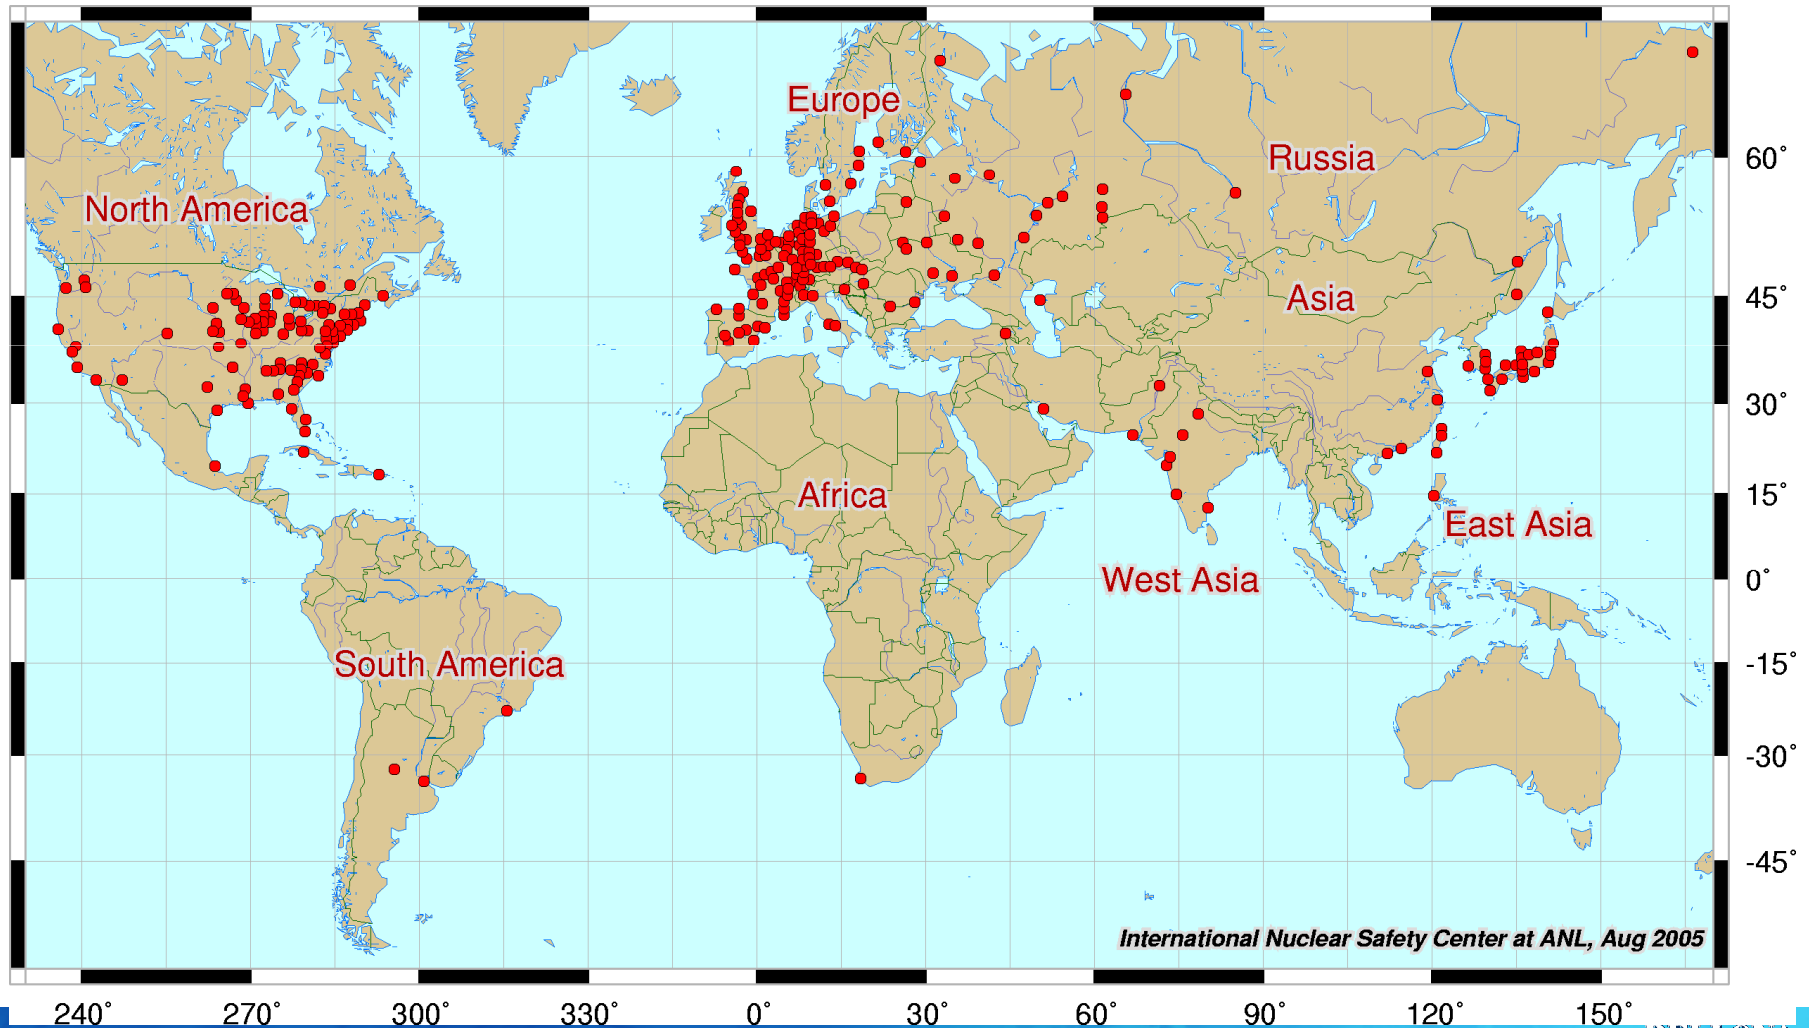 Europe
Russia
60°
North America
45°
Asia
30°
Africa
15°
East Asia
West Asia
0°
South America
-15°
-30°
-45°
International Nuclear Safety Center at ANL, Aug 2005
240° 270° 300° 330° 0° 30° 60° 90° 120° 150°